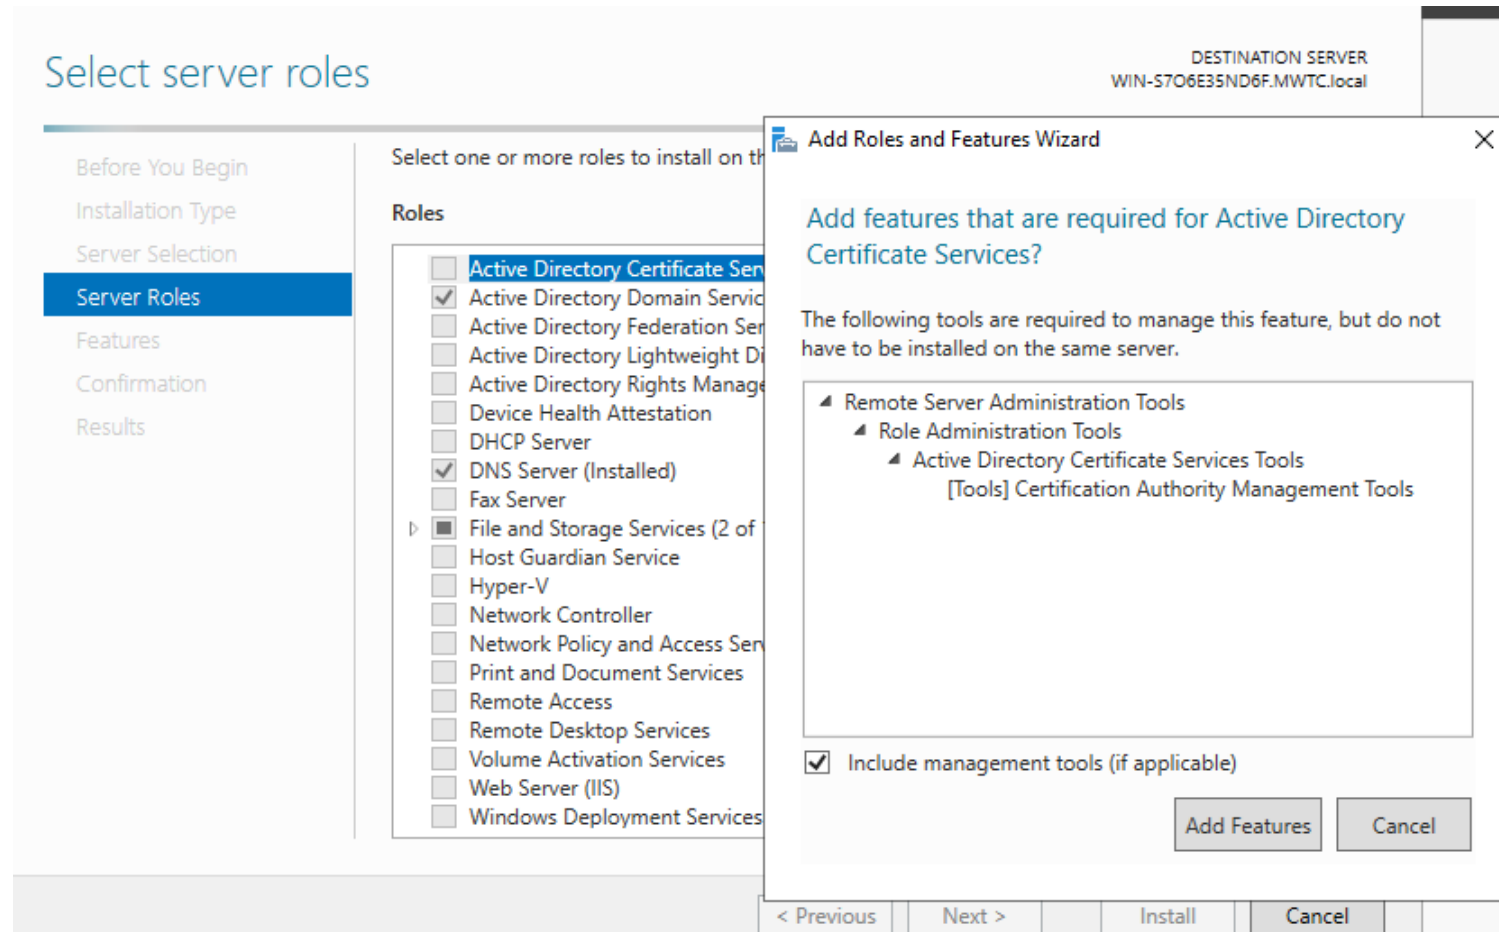 Select server roles
DESTINATION SERVER
WIN-S7O6E35ND6F.MWTC.local
Before You Begin
Installation Type
Server Selection
Server Roles
Features
Confirmation
Results
Select one or more roles to install on th
Roles
Active Directory Certificate Serv
Active Directory Domain Servic
Active Directory Federation Ser
Active Directory Lightweight Di
Active Directory Rights Manage
Device Health Attestation
DHCP Server
DNS Server (Installed)
Fax Server
File and Storage Services (2 of 1
Host Guardian Service
Hyper-V
Network Controller
Network Policy and Access Serv
Print and Document Services
Remote Access
Remote Desktop Services
Volume Activation Services
Web Server (IIS)
Windows Deployment Services
Add Roles and Features Wizard
Add features that are required for Active Directory
Certificate Services?
The following tools are required to manage this feature, but do not
have to be installed on the same server.
Remote Server Administration Tools
Role Administration Tools
Active Directory Certificate Services Tools
[Tools] Certification Authority Management Tools
Include management tools (if applicable)
Add Features
Cancel
< Previous
Next >
Install
Cancel